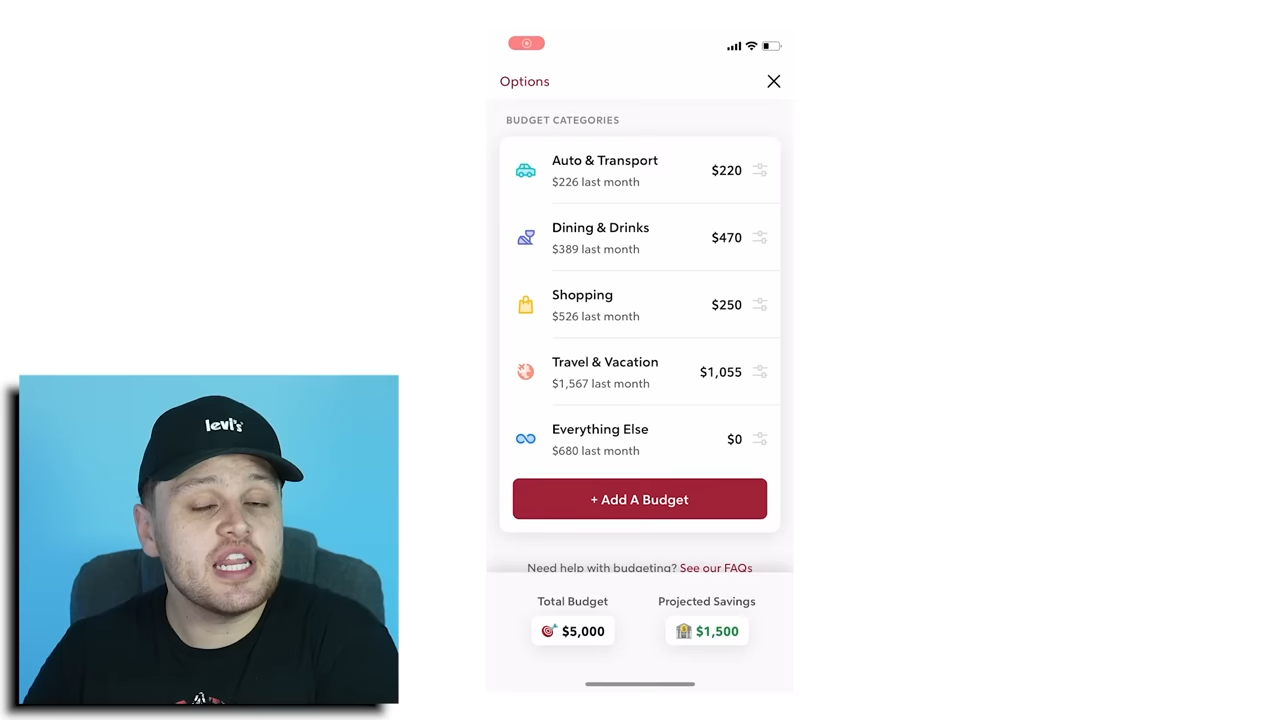 Options
BUDGET CATEGORIES
Auto & Transport
$220
$226 last month
Dining & Drinks
$470
$389 last month
Shopping
$250
$526 last month
Travel & Vacation
$1,055
$1,567 last month
Everything Else
$0
$680 last month
+ Add A Budget
Need help with budgeting? See our FAQs
Total Budget
Projected Savings
$5,000
$1,500
levi's